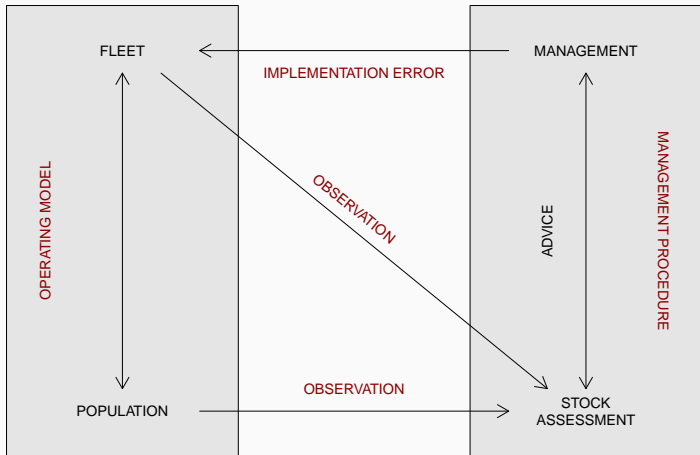 FLEET
MANAGEMENT
IMPLEMENTATION ERROR
OPERATING MODEL
OBSERVATION
ADVICE
MANAGEMENT PROCEDURE
OBSERVATION
POPULATION
STOCK
ASSESSMENT